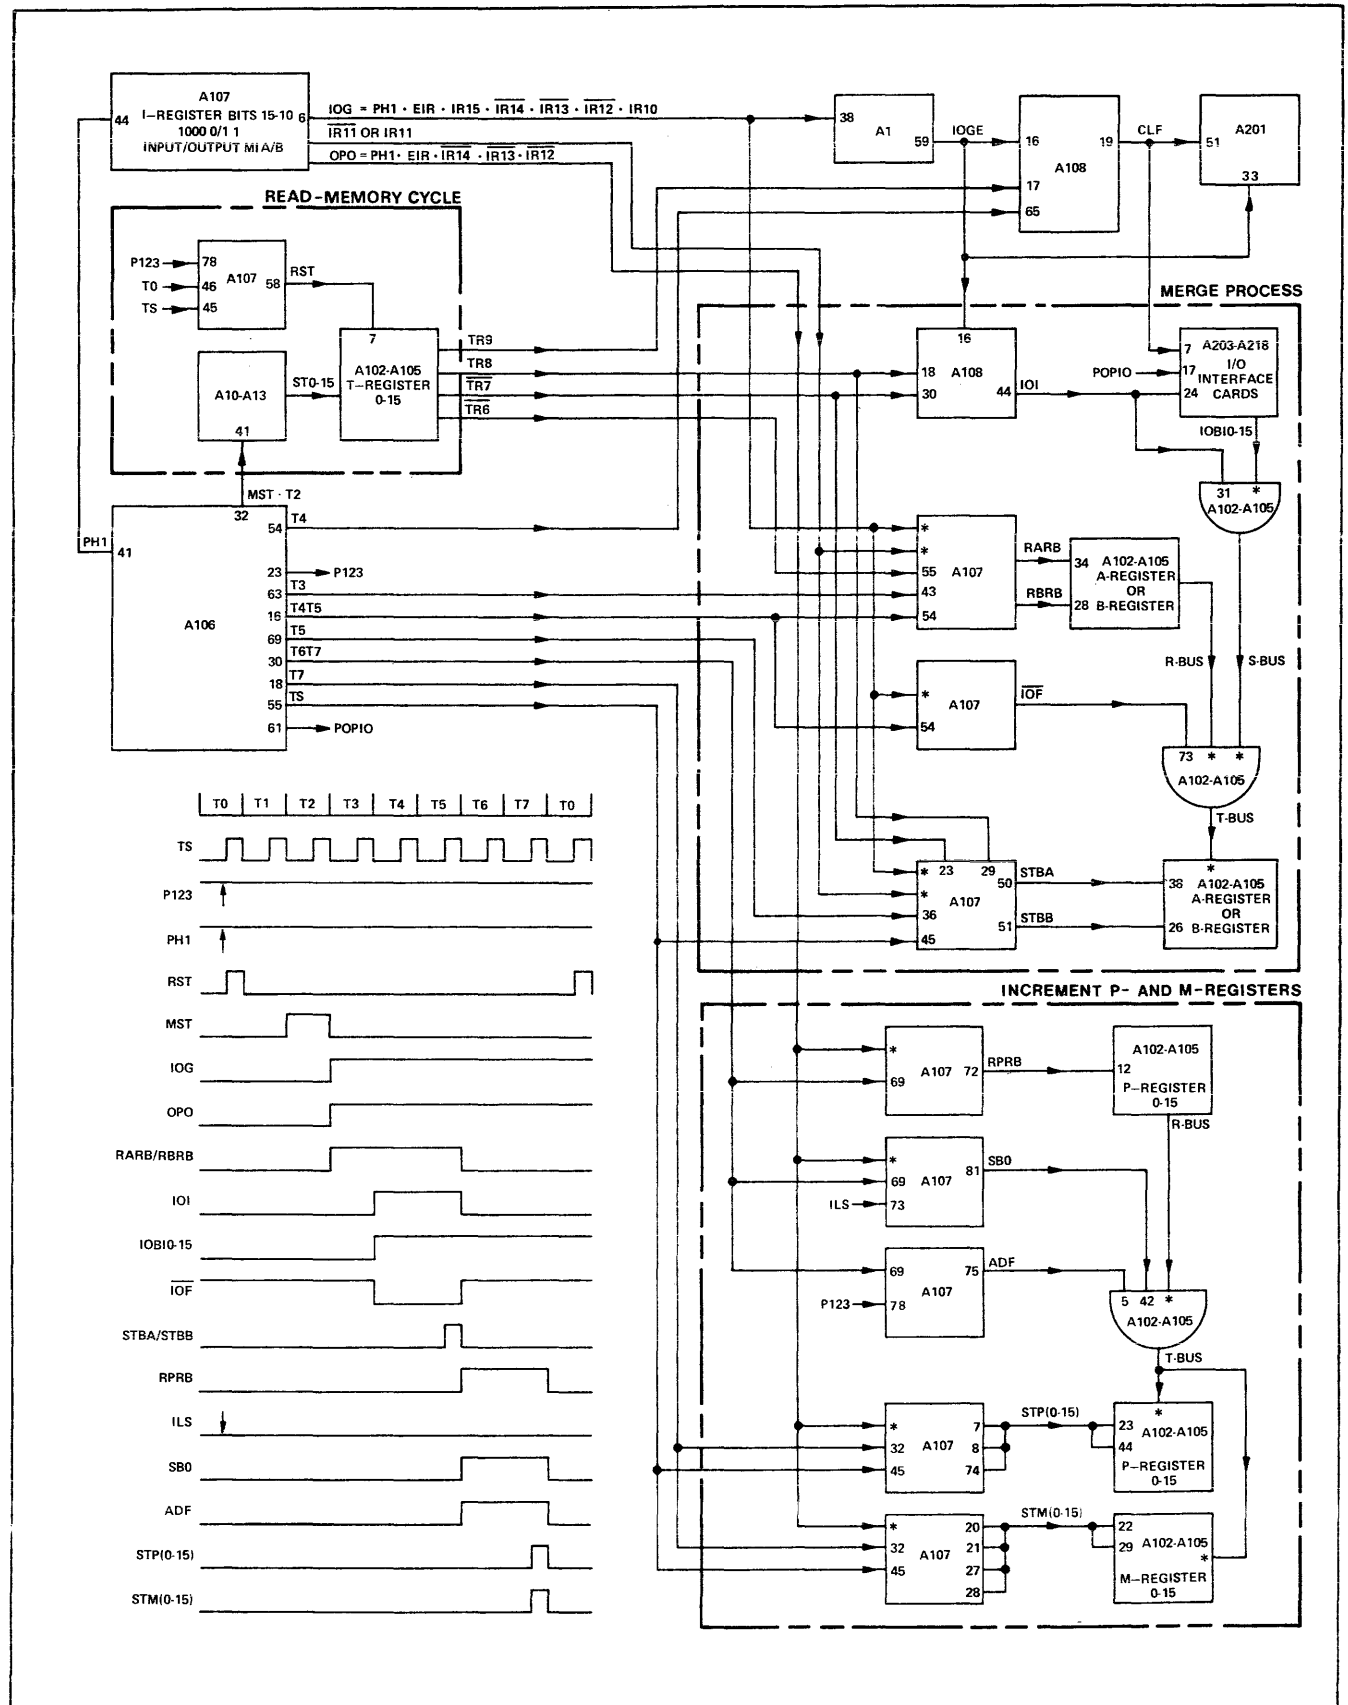 A107
I-REGISTER BITS 15-10
1000 0/1 1
INPUT/OUTPUT MIA/B
44
6
IOG = PH1 · EIR · IR15 · IR14 · IR13 · IR12 · IR10
IR11 OR IR11
OPO = PH1 · EIR · IR14 · IR13 · IR12
38
A1
59
IOGE
16
17
65
A108
19
CLF
51
A201
33
READ-MEMORY CYCLE
P123
T0
TS
78
46
45
A107
58
RST
7
A102-A105
T-REGISTER
0-15
A10-A13
41
ST0-15
TR9
TR8
TR7
TR6
MST · T2
MERGE PROCESS
16
18
30
A108
44
IOI
POPIO
7
17
24
A203-A218
I/O
INTERFACE
CARDS
IOBI0-15
31
*
A102-A105
PH1
41
32
A106
54
T4
23
P123
63
T3
16
T4T5
69
T5
30
T6T7
18
T7
55
TS
61
POPIO
*
*
55
43
54
A107
RARB
RBRB
34
28
A102-A105
A-REGISTER
OR
B-REGISTER
R-BUS
S-BUS
*
54
A107
IOF
73
*
*
A102-A105
T-BUS
23
29
*
*
36
45
A107
50
51
STBA
STBB
*
38
26
A102-A105
A-REGISTER
OR
B-REGISTER
INCREMENT P- AND M-REGISTERS
*
69
A107
72
RPRB
12
A102-A105
P-REGISTER
0-15
R-BUS
*
69
73
ILS
A107
81
SB0
69
78
P123
A107
75
ADF
5
42
*
A102-A105
T-BUS
*
32
45
A107
7
8
74
STP(0-15)
*
23
44
A102-A105
P-REGISTER
0-15
*
32
45
A107
20
21
27
28
STM(0-15)
22
29
A102-A105
*
M-REGISTER
0-15
T0 T1 T2 T3 T4 T5 T6 T7 T0
TS
P123
PH1
RST
MST
IOG
OPO
RARB/RBRB
IOI
IOBI0-15
IOF
STBA/STBB
RPRB
ILS
SB0
ADF
STP(0-15)
STM(0-15)